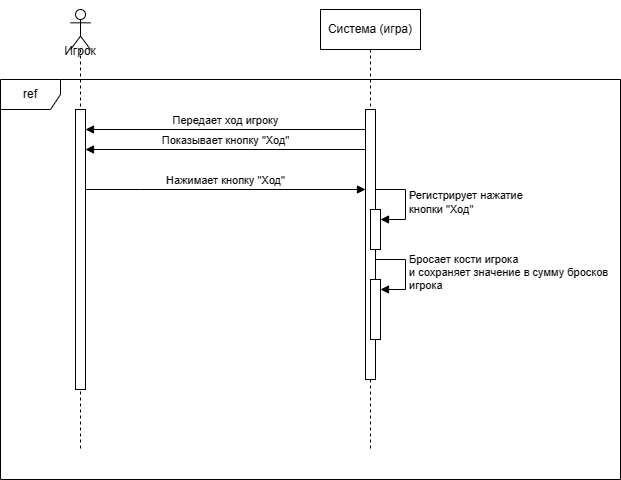 Игрок
Система (игра)
ref
Передает ход игроку
Показывает кнопку "Ход"
Нажимает кнопку "Ход"
Регистрирует нажатие
кнопки "Ход"
Бросает кости игрока
и сохраняет значение в сумму бросков
игрока